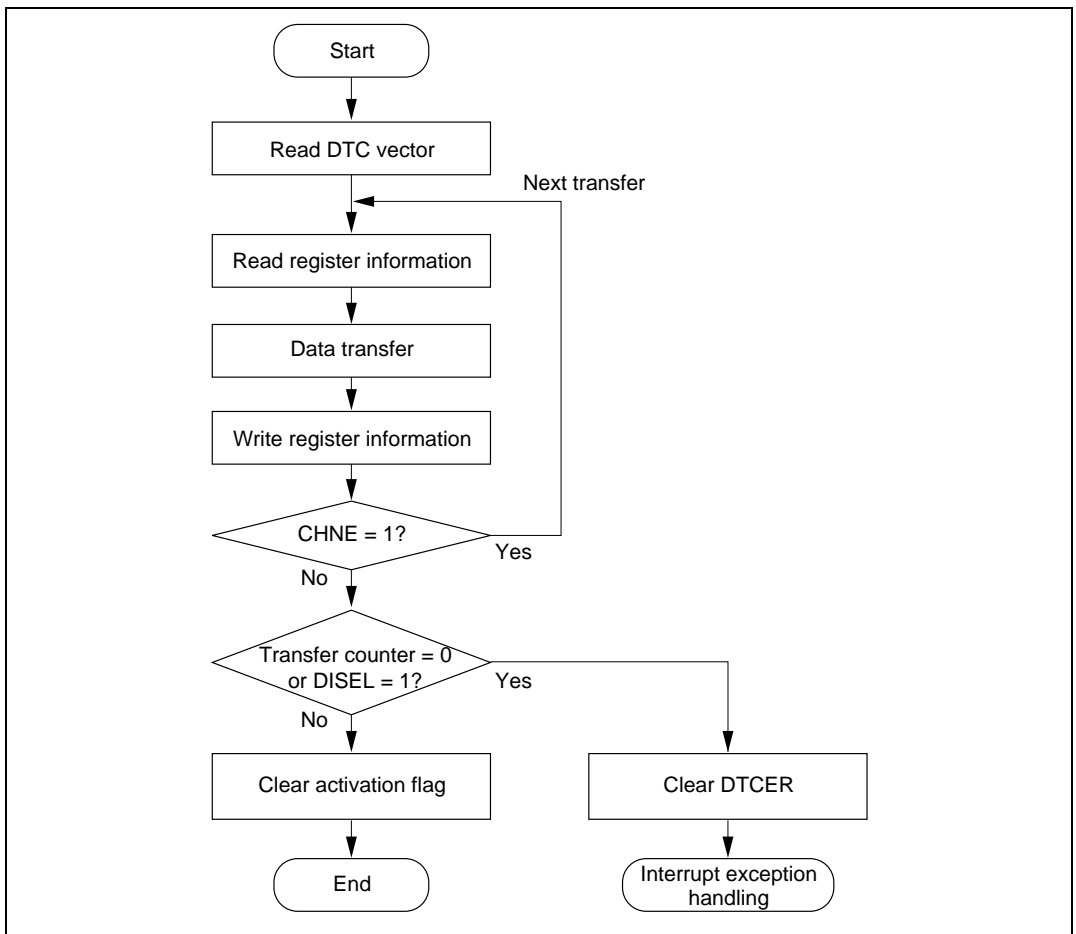 Start
Read DTC vector
Next transfer
Read register information
Data transfer
Write register information
CHNE = 1?
Yes
No
Transfer counter = 0
or DISEL = 1?
Yes
No
Clear activation flag
Clear DTCER
End
Interrupt exception
handling